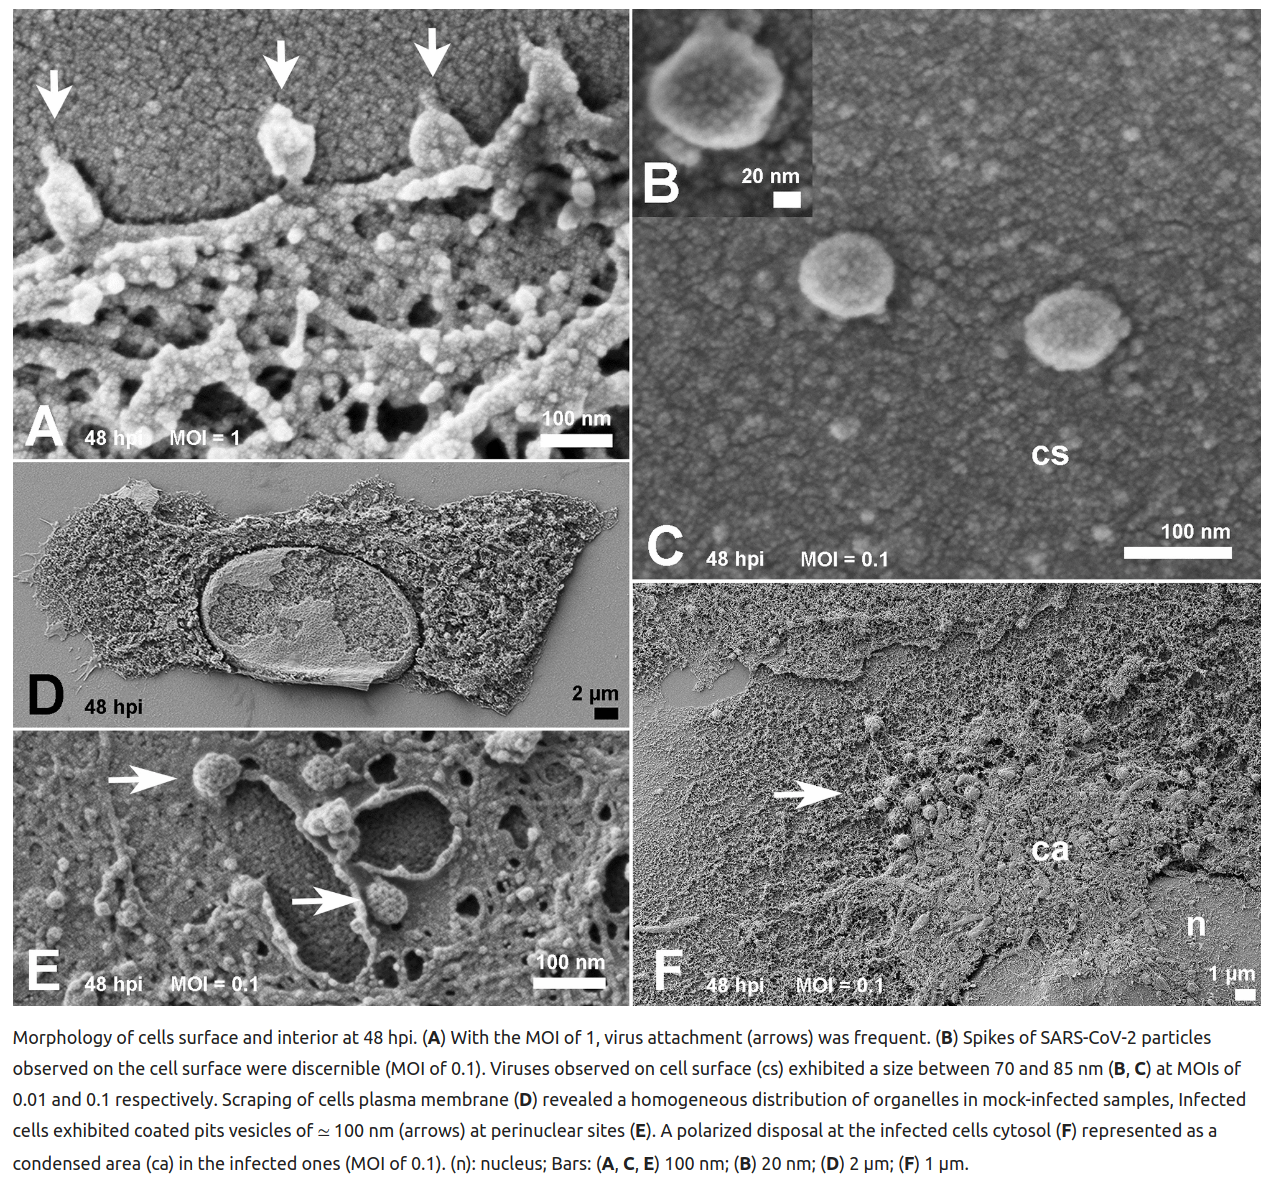 A
48 hpi MOI = 1
100 nm
B
20 nm
cs
C
48 hpi MOI = 0.1
100 nm
D
48 hpi
2 µm
E
48 hpi MOI = 0.1
100 nm
ca
n
F
48 hpi MOI = 0.1
1 µm
Morphology of cells surface and interior at 48 hpi. (A) With the MOI of 1, virus attachment (arrows) was frequent. (B) Spikes of SARS-CoV-2 particles
observed on the cell surface were discernible (MOI of 0.1). Viruses observed on cell surface (cs) exhibited a size between 70 and 85 nm (B, C) at MOIs of
0.01 and 0.1 respectively. Scraping of cells plasma membrane (D) revealed a homogeneous distribution of organelles in mock-infected samples, Infected
cells exhibited coated pits vesicles of ≃ 100 nm (arrows) at perinuclear sites (E). A polarized disposal at the infected cells cytosol (F) represented as a
condensed area (ca) in the infected ones (MOI of 0.1). (n): nucleus; Bars: (A, C, E) 100 nm; (B) 20 nm; (D) 2 µm; (F) 1 µm.